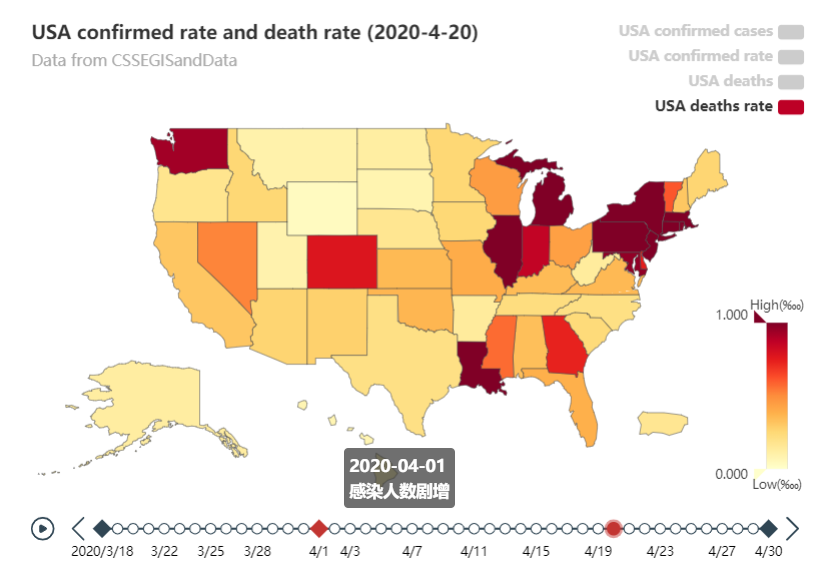 USA confirmed rate and death rate (2020-4-20)
Data from CSSEGISandData
USA confirmed cases
USA confirmed rate
USA deaths
USA deaths rate
High(‱)
1.000
0.000
Low(‱)
2020-04-01
感染人数剧增
2020/3/18 3/22 3/25 3/28 4/1 4/3 4/7 4/11 4/15 4/19 4/23 4/27 4/30